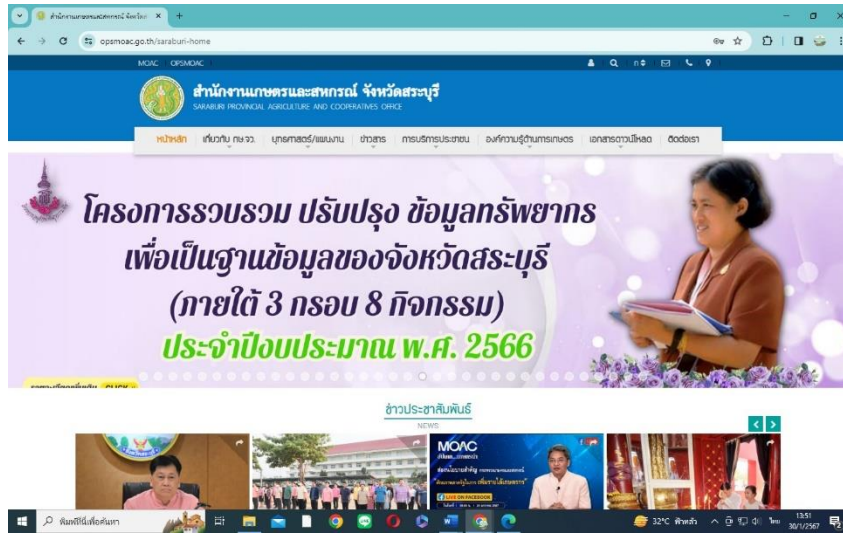 สำนักงานเกษตรและสหกรณ์ จังหวัด
opsmoac.go.th/saraburi-home
MOAC OPSMOAC
สำนักงานเกษตรและสหกรณ์ จังหวัดสระบุรี
SARABURI PROVINCIAL AGRICULTURE AND COOPERATIVES OFFICE
หน้าหลัก เกี่ยวกับ กษ.จว. ยุทธศาสตร์/แผนงาน ข่าวสาร การบริการประชาชน องค์ความรู้ด้านการเกษตร เอกสารดาวน์โหลด ติดต่อเรา
โครงการรวบรวม ปรับปรุง ข้อมูลทรัพยากร
เพื่อเป็นฐานข้อมูลของจังหวัดสระบุรี
(ภายใต้ 3 กรอบ 8 กิจกรรม)
ประจำปีงบประมาณ พ.ศ. 2566
CLICK
ข่าวประชาสัมพันธ์
NEWS
MOAC
LIVE ON FACEBOOK
พิมพ์ที่นี่เพื่อค้นหา
32°C ฟ้าหลัว
ไทย
13:51
30/1/2567